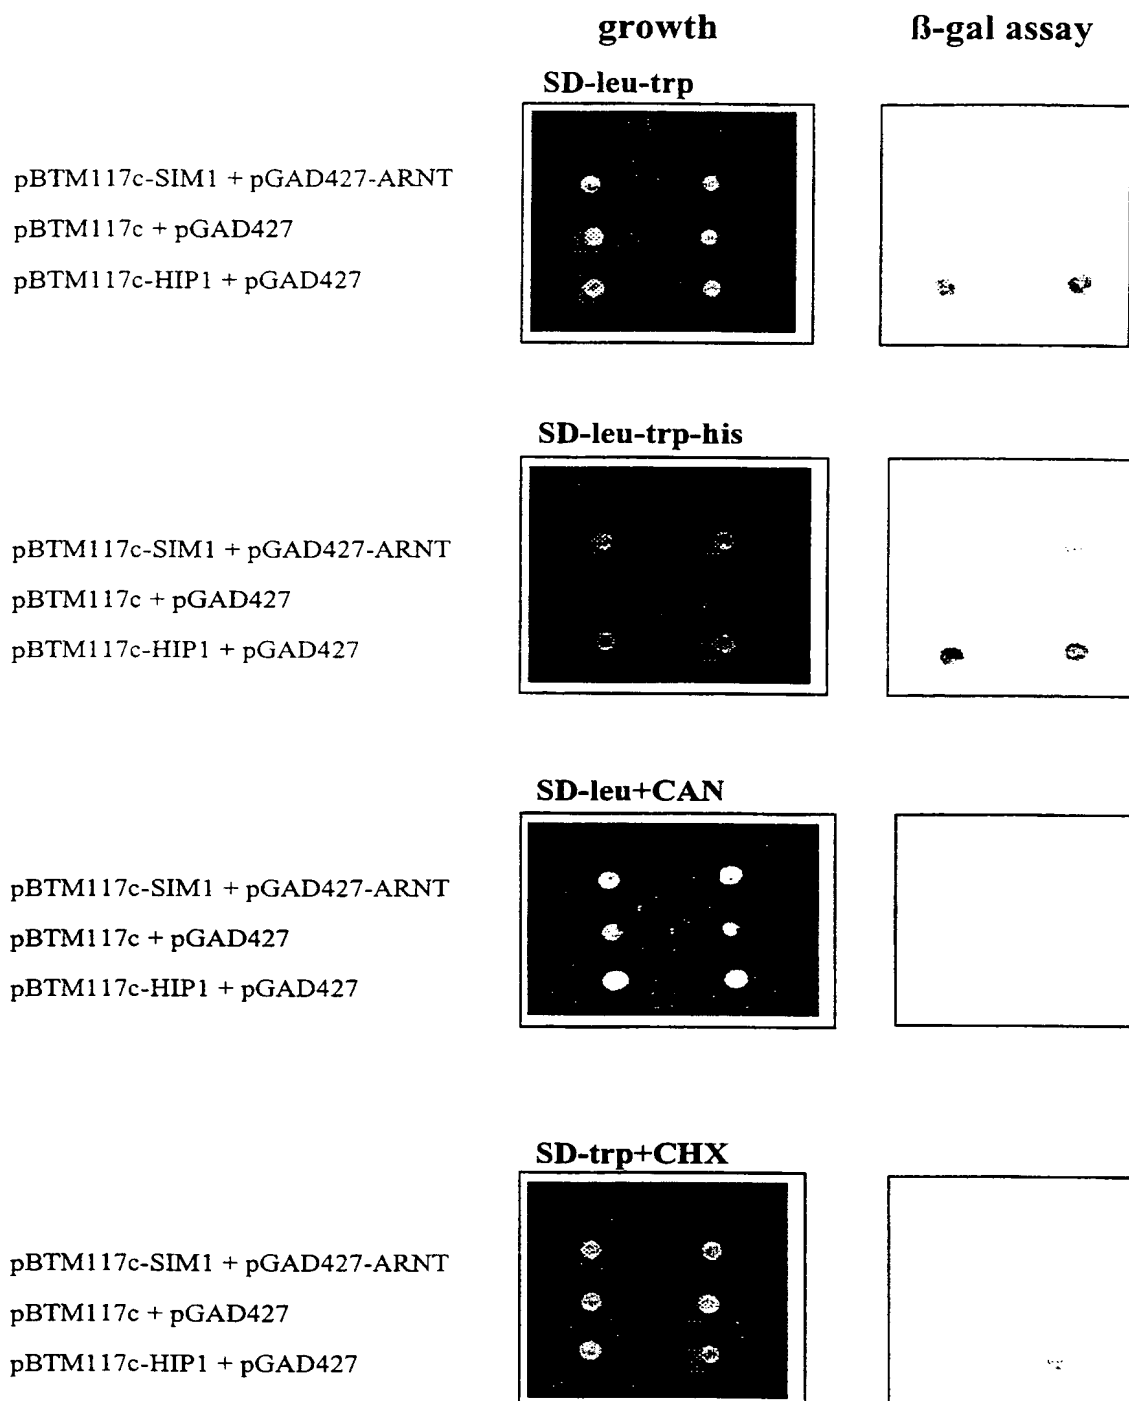 growth ß-gal assay
SD-leu-trp
pBTM117c-SIM1 + pGAD427-ARNT
pBTM117c + pGAD427
pBTM117c-HIP1 + pGAD427
SD-leu-trp-his
pBTM117c-SIM1 + pGAD427-ARNT
pBTM117c + pGAD427
pBTM117c-HIP1 + pGAD427
SD-leu+CAN
pBTM117c-SIM1 + pGAD427-ARNT
pBTM117c + pGAD427
pBTM117c-HIP1 + pGAD427
SD-trp+CHX
pBTM117c-SIM1 + pGAD427-ARNT
pBTM117c + pGAD427
pBTM117c-HIP1 + pGAD427